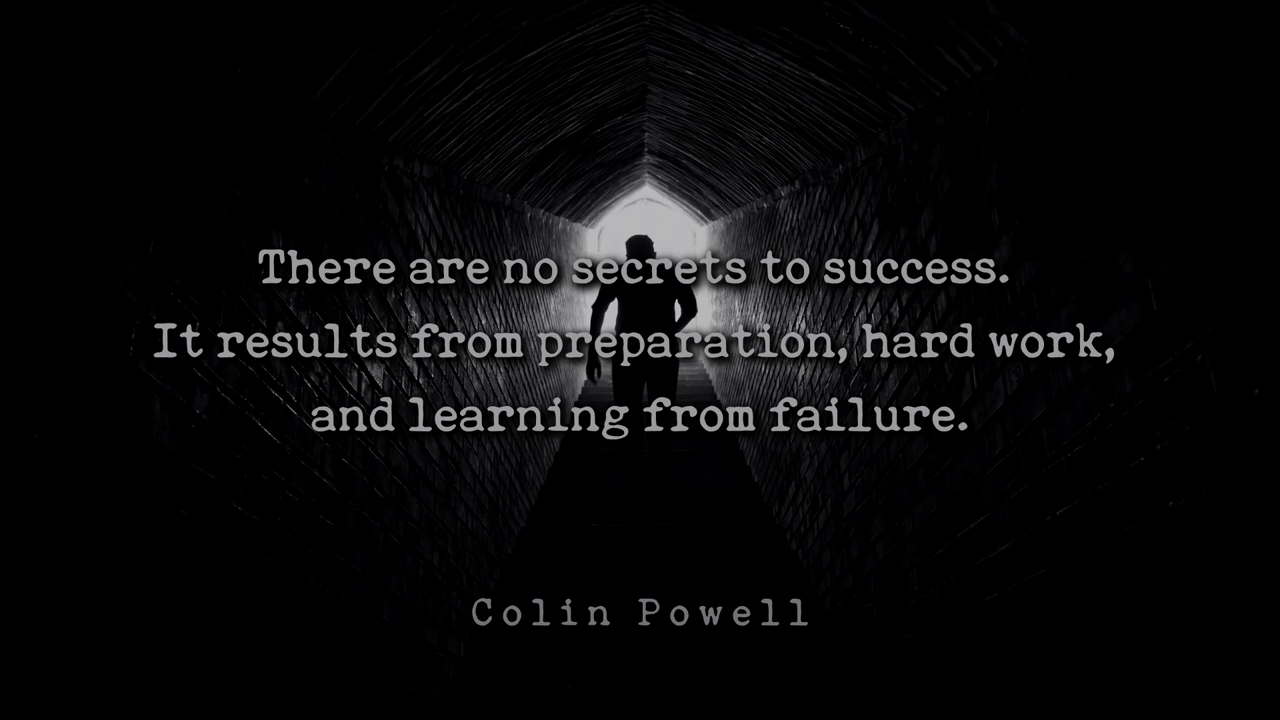 There are no secrets to success.
It results from preparation, hard work,
and learning from failure.
Colin Powell